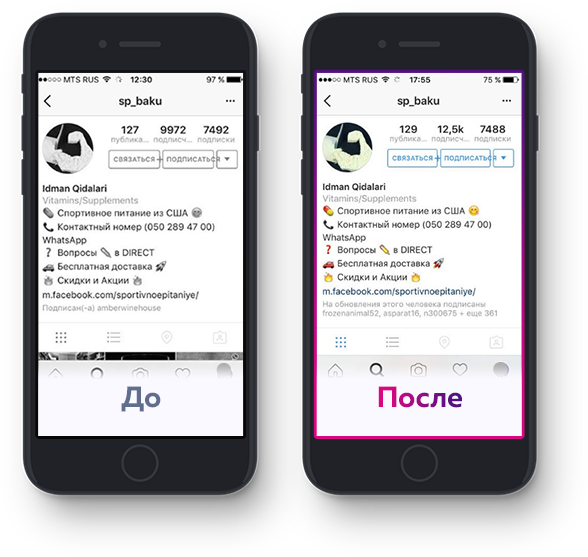 MTS RUS 12:30 97 %
sp_baku
127 9972 7492
публика... подписч... подписки
СВЯЗАТЬСЯ ПОДПИСАТЬСЯ
Idman Qidalari
Vitamins/Supplements
Спортивное питание из США
Контактный номер (050 289 47 00)
WhatsApp
Вопросы в DIRECT
Бесплатная доставка
Скидки и Акции
m.facebook.com/sportivnoepitaniye/
Подписан(-а) amberwinehouse
До
MTS RUS 17:55 75 %
sp_baku
129 12,5k 7488
публика... подписч... подписки
СВЯЗАТЬСЯ ПОДПИСАТЬСЯ
Idman Qidalari
Vitamins/Supplements
Спортивное питание из США
Контактный номер (050 289 47 00)
WhatsApp
Вопросы в DIRECT
Бесплатная доставка
Скидки и Акции
m.facebook.com/sportivnoepitaniye/
На обновления этого человека подписаны
frozenanimal52, asparat16, n300675 + еще 361
После